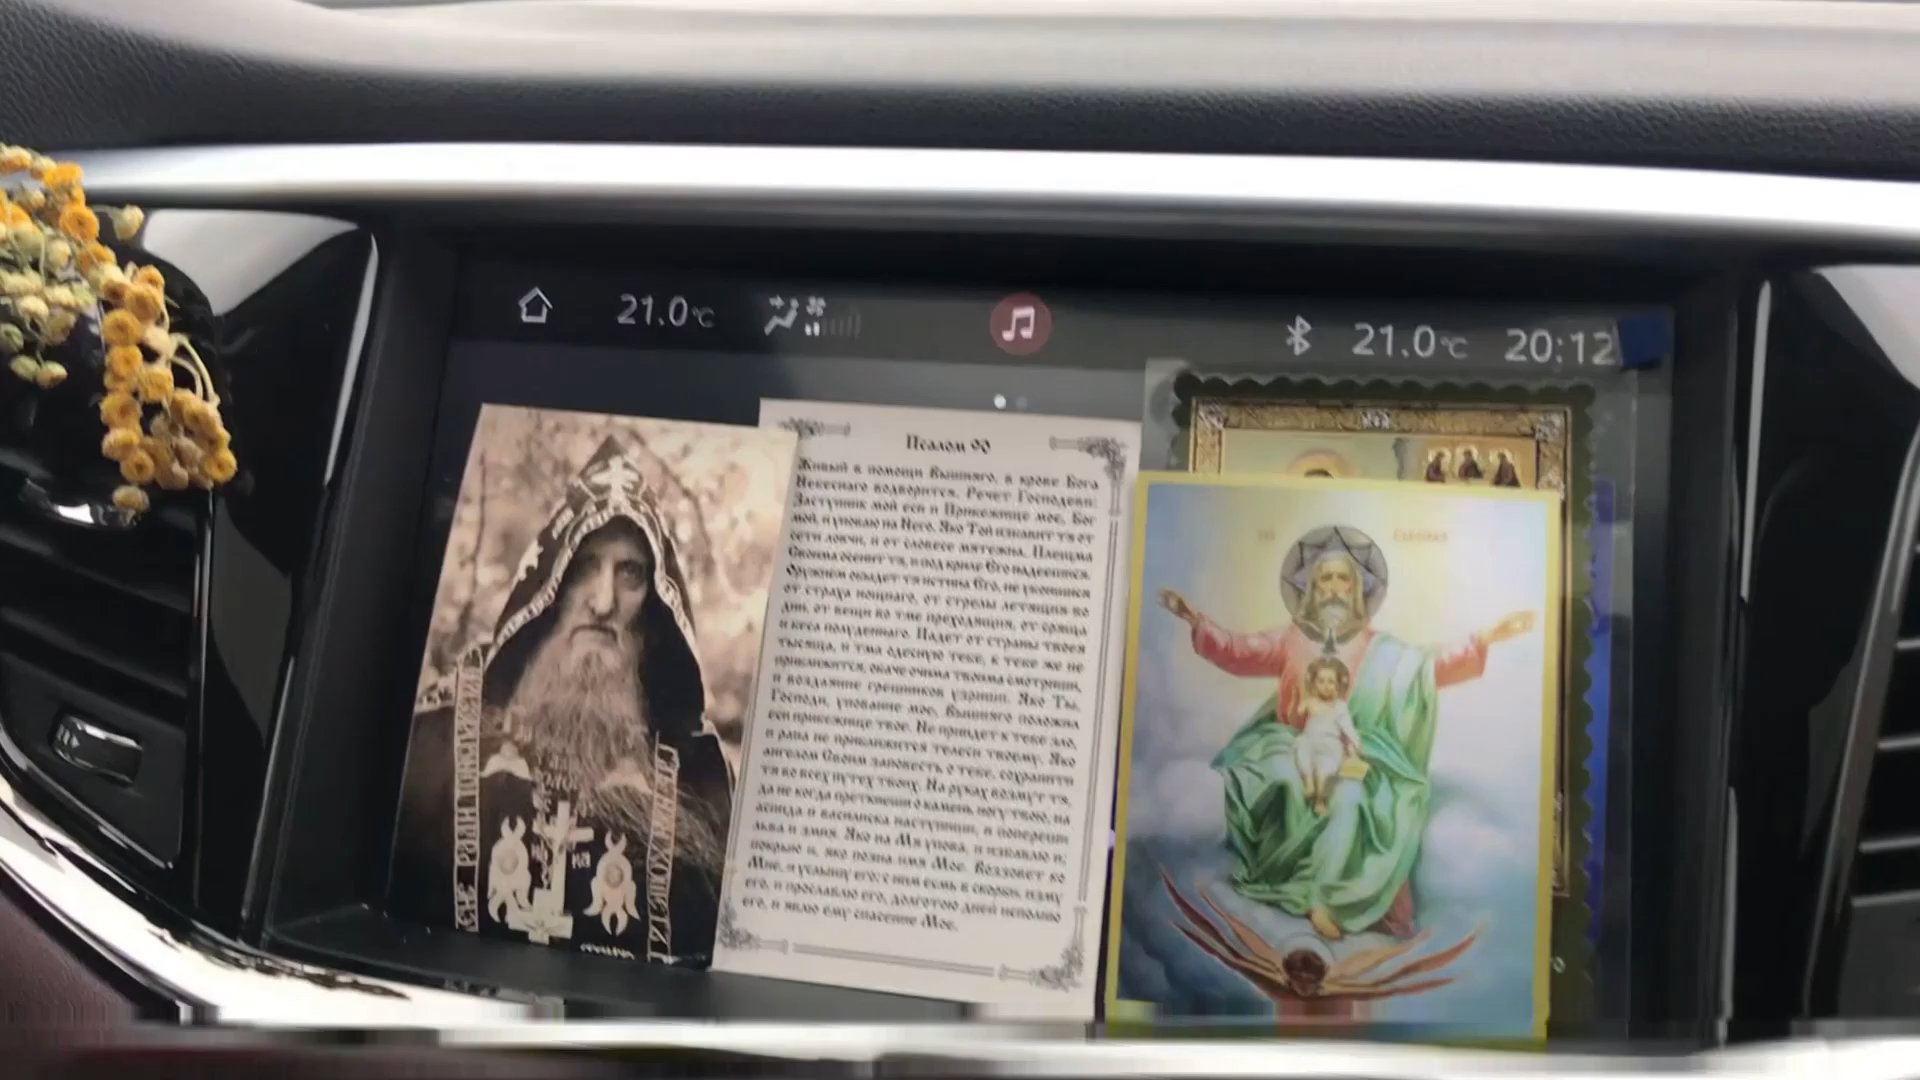 21.0°C
21.0°C 20:12
Псалом 90
Живый в помощи Вышняго, в крове Бога
Небеснаго водворится. Речет Господеви:
Заступник мой еси и Прибежище мое, Бог
мой, и уповаю на Него. Яко Той избавит тя от
сети ловчи, и от словесе мятежна. Плещма
Своима осенит тя, и под криле Его надеешися.
Оружием обыдет тя истина Его, не убоишися
от страха нощнаго, от стрелы летящия во
дни, от вещи во тме преходящия, от сряща
и беса полуденнаго. Падет от страны твоея
тысяща, и тма одесную тебе, к тебе же не
приближится, обаче очима твоима смотриши,
и воздаяние грешников узриши. Яко Ты,
Господи, упование мое, Вышняго положил
еси прибежище твое. Не приидет к тебе зло,
и рана не приближится телеси твоему. Яко
ангелом Своим заповесть о тебе, сохранити
тя во всех путех твоих. На руках возмут тя,
да не когда преткнеши о камень ногу твою, на
аспида и василиска наступиши, и попереши
льва и змия. Яко на Мя упова, и избавлю и;
покрыю и, яко позна имя Мое. Воззовет ко
Мне, и услышу его; с ним есмь в скорби, изму
его, и прославлю его, долготою дней исполню
его, и явлю ему спасение Мое.